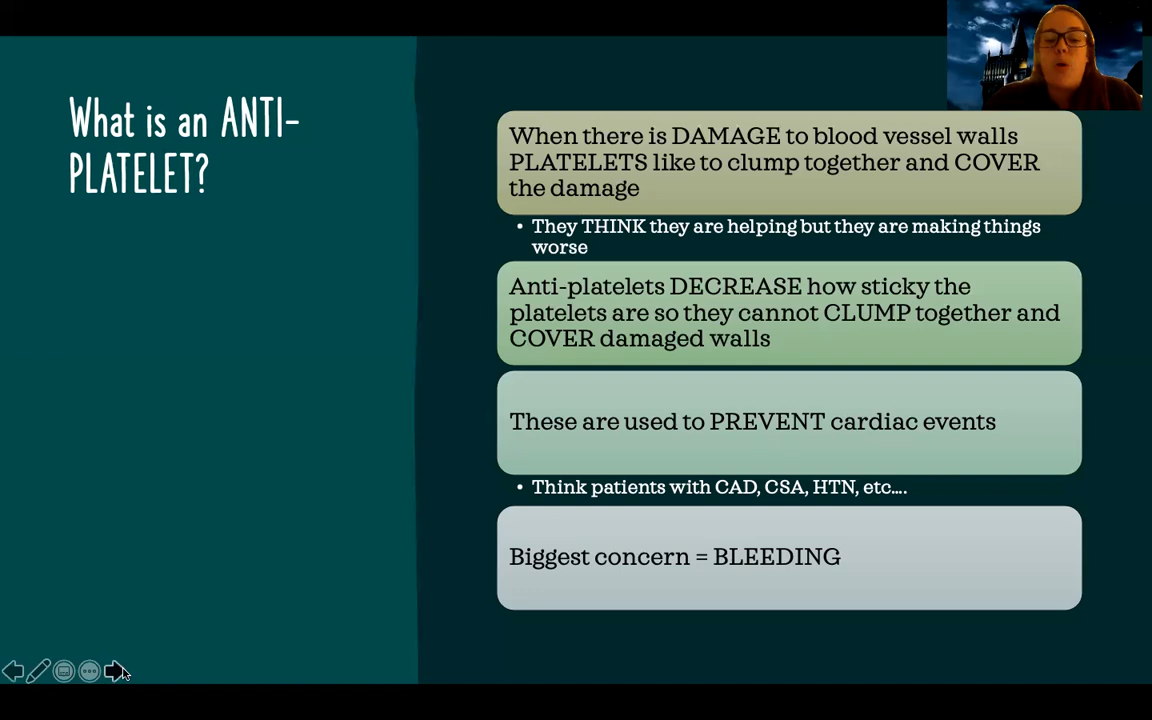 What is an ANTI-
PLATELET?
When there is DAMAGE to blood vessel walls
PLATELETS like to clump together and COVER
the damage
• They THINK they are helping but they are making things
worse
Anti-platelets DECREASE how sticky the
platelets are so they cannot CLUMP together and
COVER damaged walls
These are used to PREVENT cardiac events
• Think patients with CAD, CSA, HTN, etc....
Biggest concern = BLEEDING